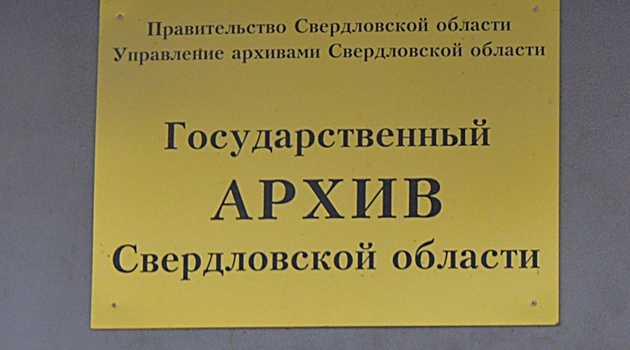 Правительство Свердловской области
Управление архивами Свердловской области
Государственный
АРХИВ
Свердловской области